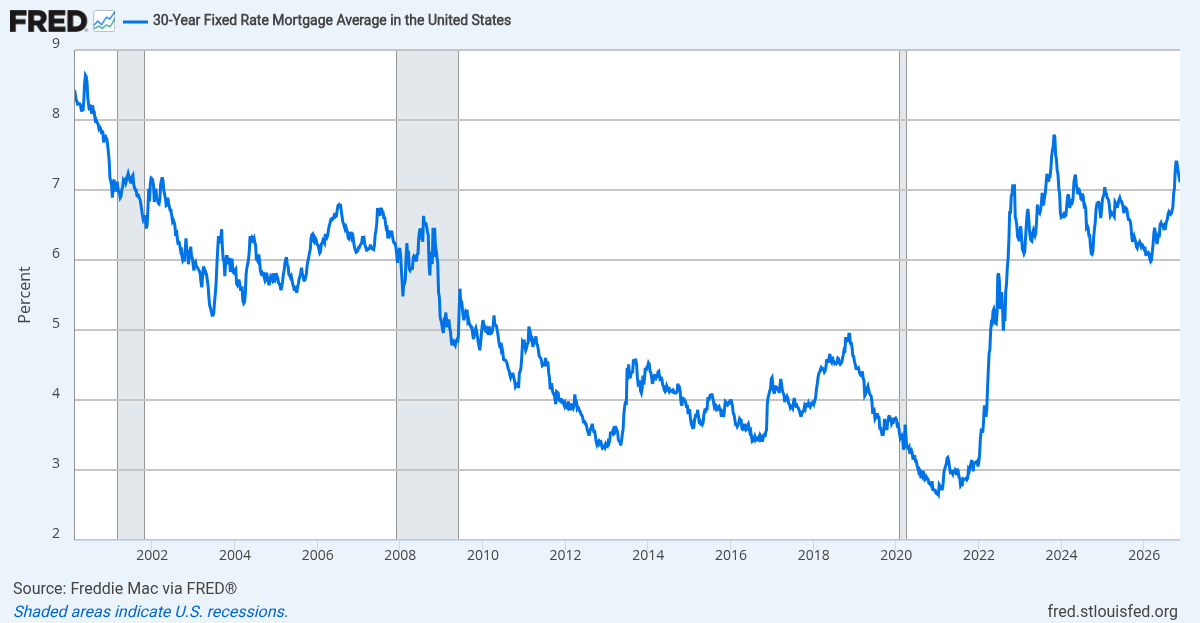 FRED 30-Year Fixed Rate Mortgage Average in the United States
9
8
7
6
5
4
3
2
Percent
2002 2004 2006 2008 2010 2012 2014 2016 2018 2020 2022 2024 2026
Source: Freddie Mac via FRED®
Shaded areas indicate U.S. recessions.
fred.stlouisfed.org